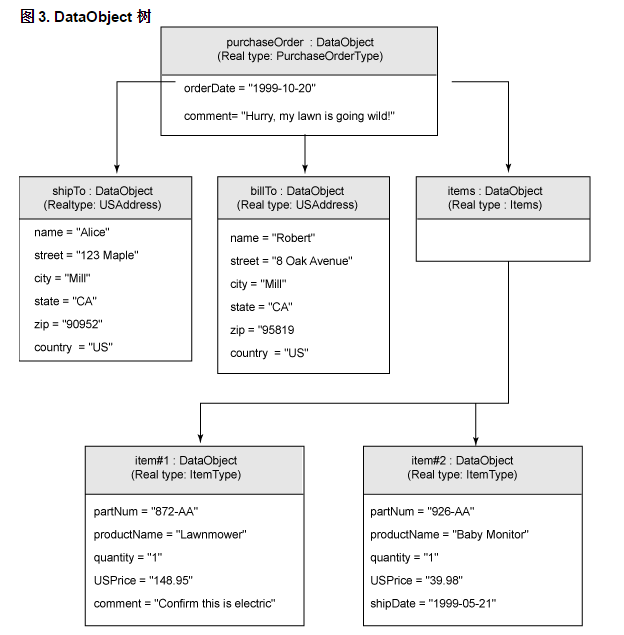 图 3. DataObject 树
purchaseOrder : DataObject
(Real type: PurchaseOrderType)
orderDate = "1999-10-20"
comment= "Hurry, my lawn is going wild!"
shipTo : DataObject
(Realtype: USAddress)
name = "Alice"
street = "123 Maple"
city = "Mill"
state = "CA"
zip = "90952"
country = "US"
billTo : DataObject
(Real type: USAddress)
name = "Robert"
street = "8 Oak Avenue"
city = "Mill"
state = "CA"
zip = "95819
country = "US"
items : DataObject
(Real type : Items)
item#1 : DataObject
(Real type: ItemType)
partNum = "872-AA"
productName = "Lawnmower"
quantity = "1"
USPrice = "148.95"
comment = "Confirm this is electric"
item#2 : DataObject
(Real type: ItemType)
partNum = "926-AA"
productName = "Baby Monitor"
quantity = "1"
USPrice = "39.98"
shipDate = "1999-05-21"